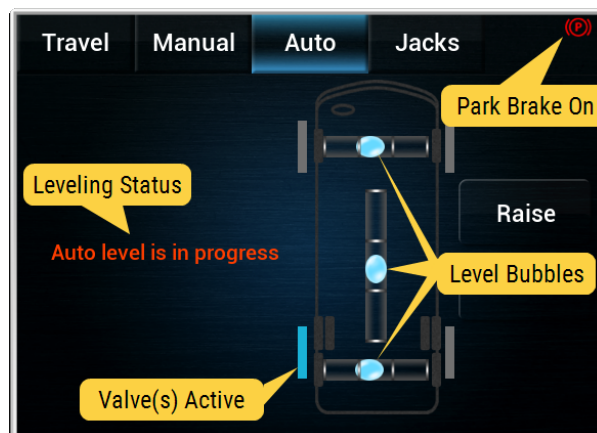 Travel Manual Auto Jacks
(P)
Park Brake On
Leveling Status
Raise
Auto level is in progress
Level Bubbles
Valve(s) Active